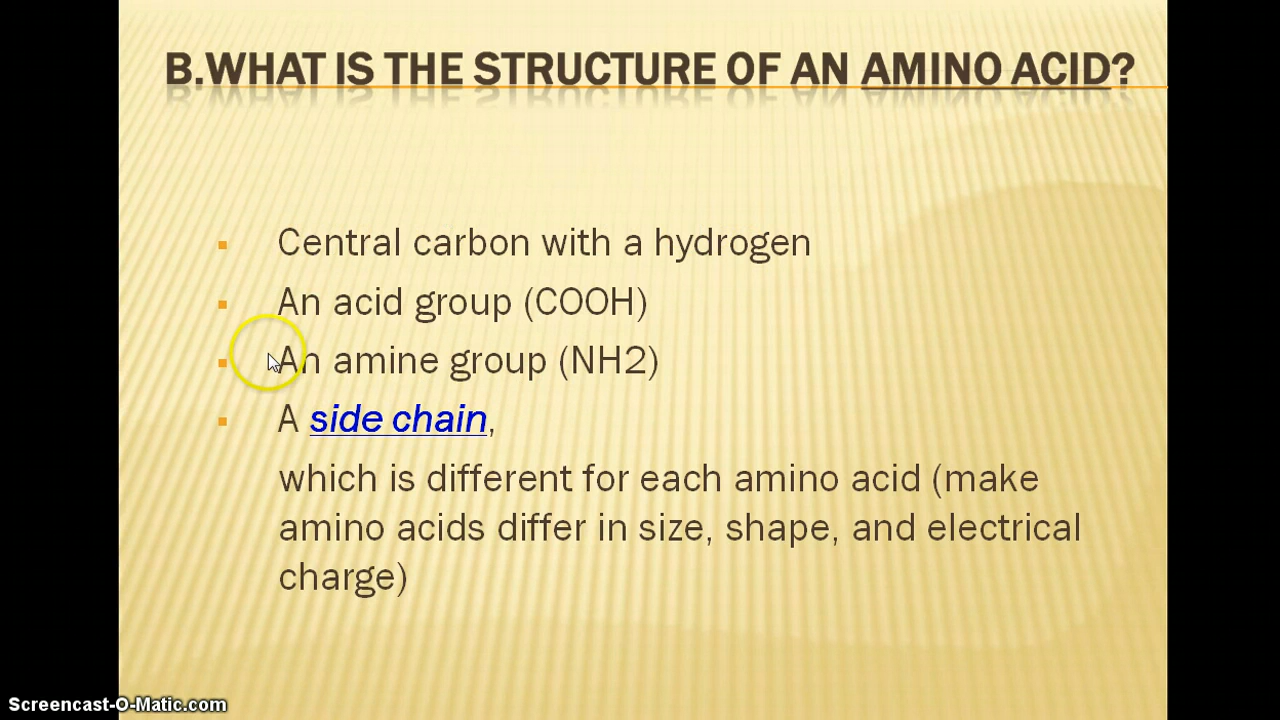 B.WHAT IS THE STRUCTURE OF AN AMINO ACID?
Central carbon with a hydrogen
An acid group (COOH)
An amine group (NH2)
A side chain,
which is different for each amino acid (make
amino acids differ in size, shape, and electrical
charge)
Screencast-O-Matic.com